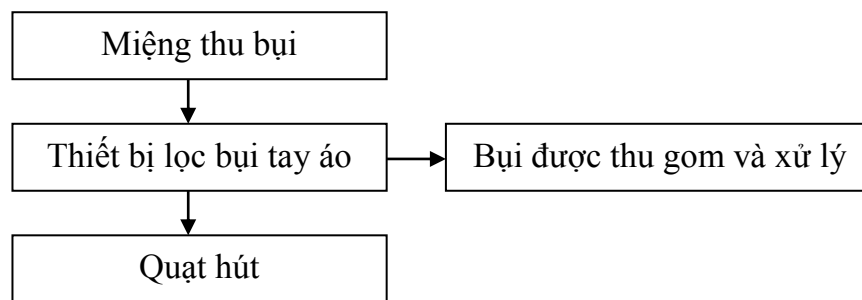 Miệng thu bụi
Thiết bị lọc bụi tay áo
Bụi được thu gom và xử lý
Quạt hút